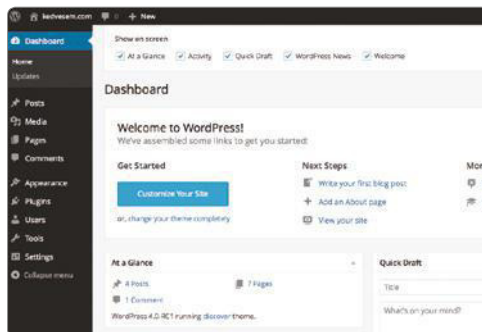 kedvesem.com 0 + New
Dashboard
Home
Updates
Posts
Media
Pages
Comments
Appearance
Plugins
Users
Tools
Settings
Collapse menu
Show on screen
At a Glance Activity Quick Draft WordPress News Welcome
Dashboard
Welcome to WordPress!
We've assembled some links to get you started!
Get Started
Customize Your Site
or, change your theme completely
Next Steps
Write your first blog post
+ Add an About page
View your site
Mor
At a Glance
4 Posts 7 Pages
1 Comment
WordPress 4.0-RC1 running discover theme.
Quick Draft
Title
What's on your mind?